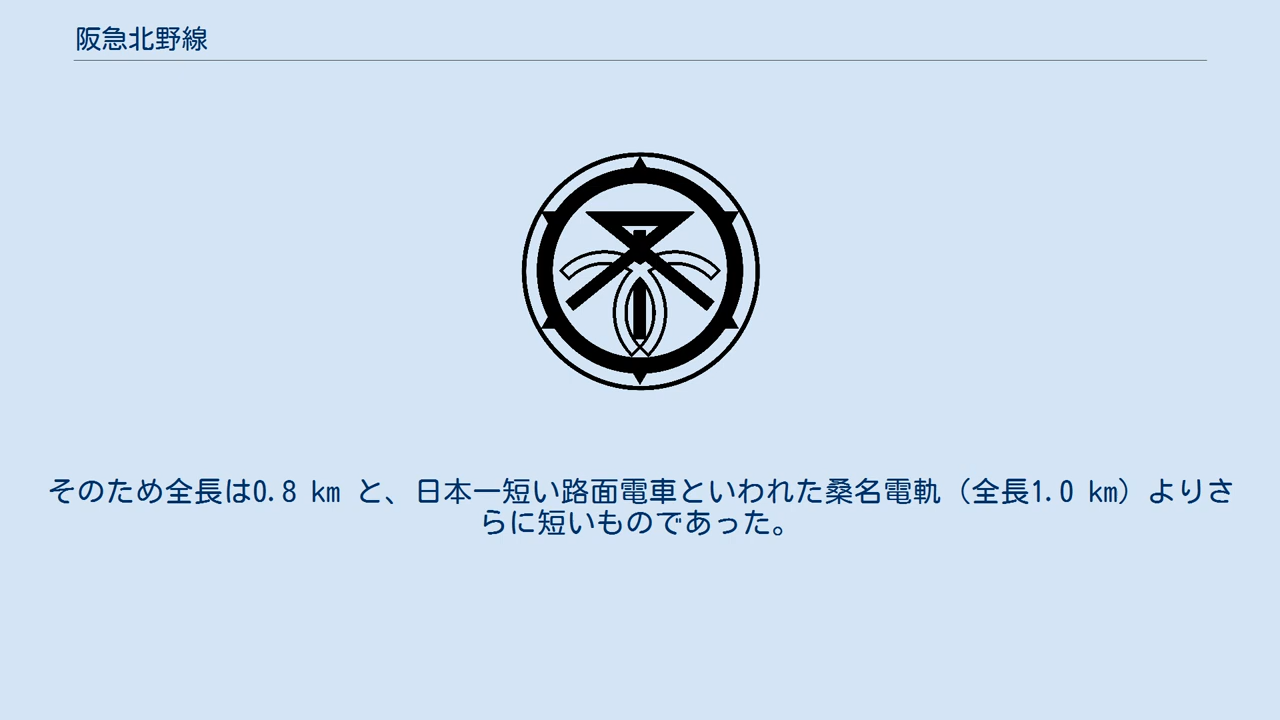 阪急北野線
そのため全長は0.8 km と、日本一短い路面電車といわれた桑名電軌（全長1.0 km）よりさ
らに短いものであった。